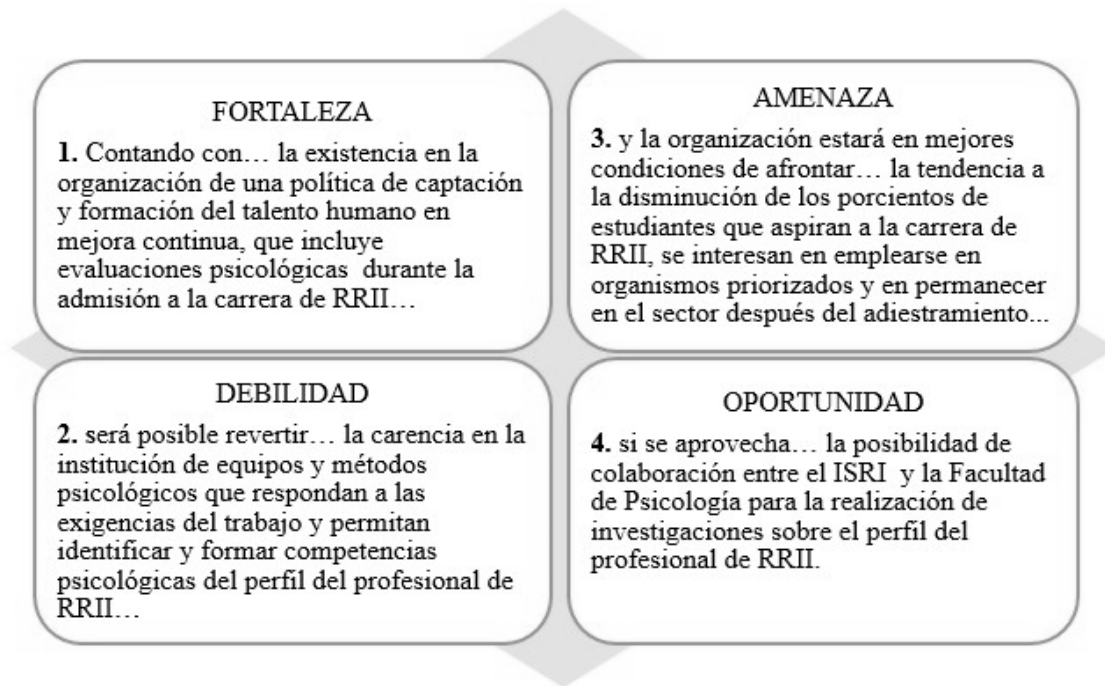 FORTALEZA
1. Contando con… la existencia en la
organización de una política de captación
y formación del talento humano en
mejora continua, que incluye
evaluaciones psicológicas durante la
admisión a la carrera de RRII…
AMENAZA
3. y la organización estará en mejores
condiciones de afrontar… la tendencia a
la disminución de los porcientos de
estudiantes que aspiran a la carrera de
RRII, se interesan en emplearse en
organismos priorizados y en permanecer
en el sector después del adiestramiento...
DEBILIDAD
2. será posible revertir… la carencia en la
institución de equipos y métodos
psicológicos que respondan a las
exigencias del trabajo y permitan
identificar y formar competencias
psicológicas del perfil del profesional de
RRII…
OPORTUNIDAD
4. si se aprovecha… la posibilidad de
colaboración entre el ISRI y la Facultad
de Psicología para la realización de
investigaciones sobre el perfil del
profesional de RRII.